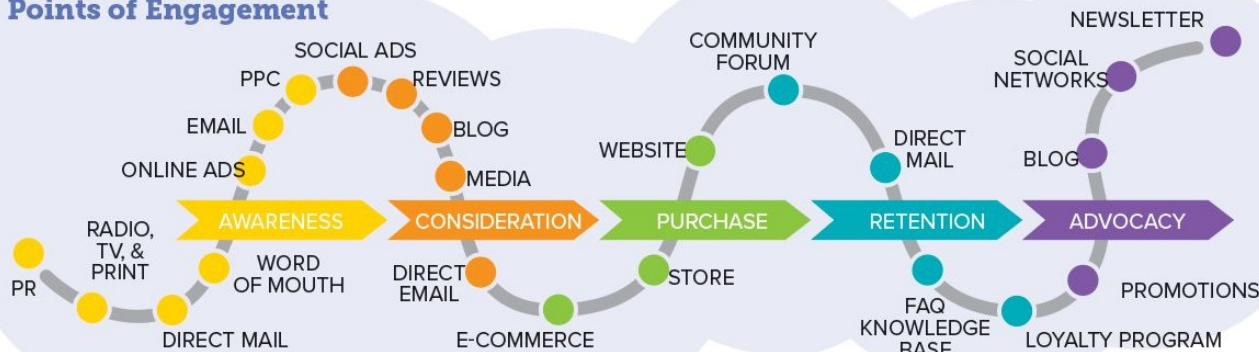 Points of Engagement
PR
RADIO,
TV, &
PRINT
DIRECT MAIL
WORD
OF MOUTH
ONLINE ADS
EMAIL
PPC
SOCIAL ADS
REVIEWS
BLOG
MEDIA
DIRECT
EMAIL
E-COMMERCE
STORE
WEBSITE
COMMUNITY
FORUM
DIRECT
MAIL
FAQ
KNOWLEDGE
BASE
LOYALTY PROGRAM
PROMOTIONS
BLOG
SOCIAL
NETWORKS
NEWSLETTER
AWARENESS
CONSIDERATION
PURCHASE
RETENTION
ADVOCACY